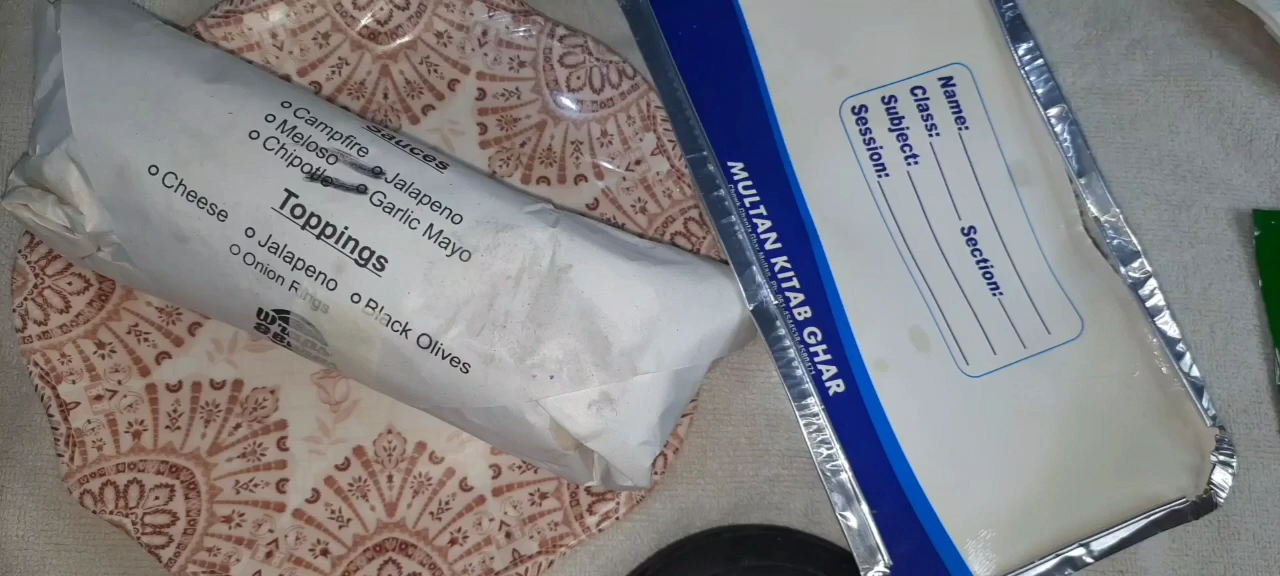 Sauces
Campfire
Meloso
Jalapeno
Chipotle
Garlic Mayo
Toppings
Cheese
Jalapeno
Black Olives
Onion Rings
MULTAN KITAB GHAR
Name:
Class:
Subject:
Section:
Session: